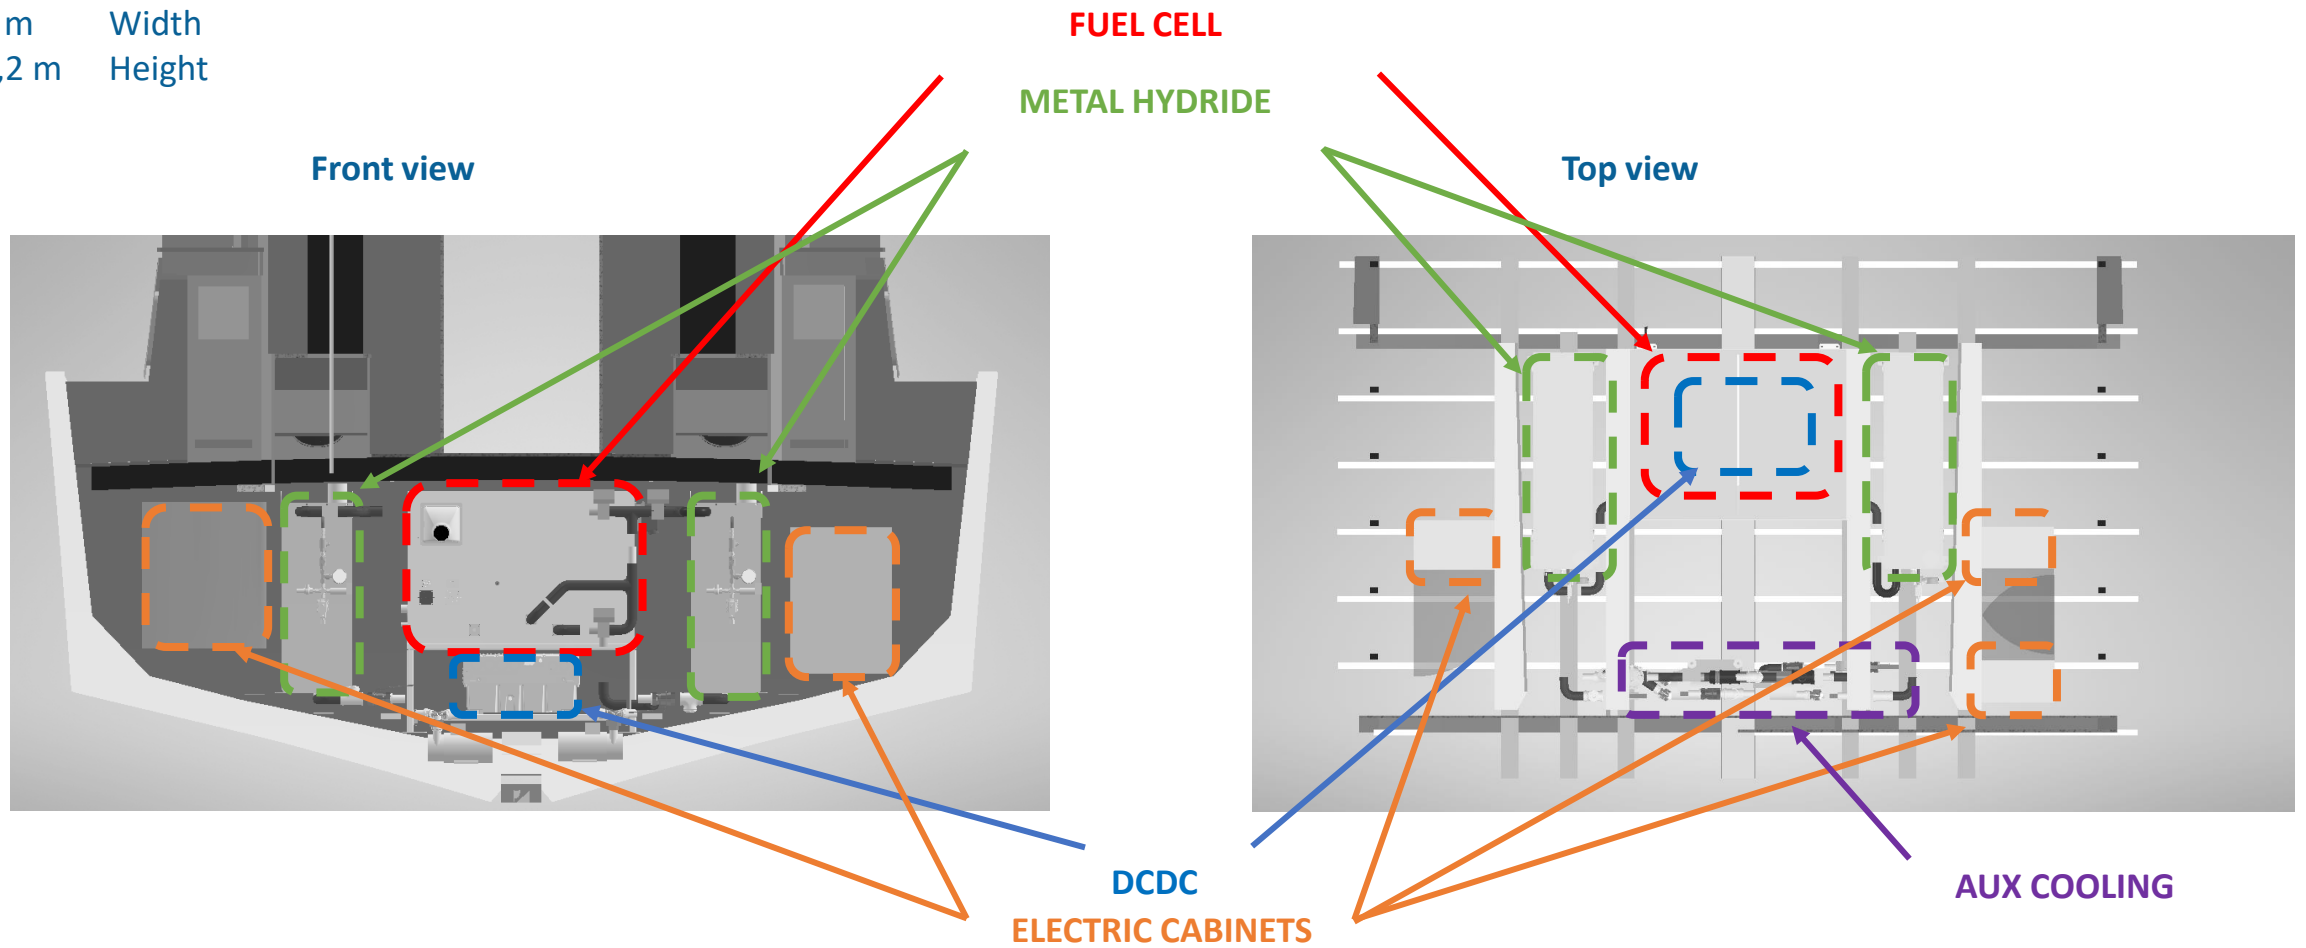 m Width
,2 m Height
FUEL CELL
METAL HYDRIDE
Front view
Top view
DCDC
ELECTRIC CABINETS
AUX COOLING